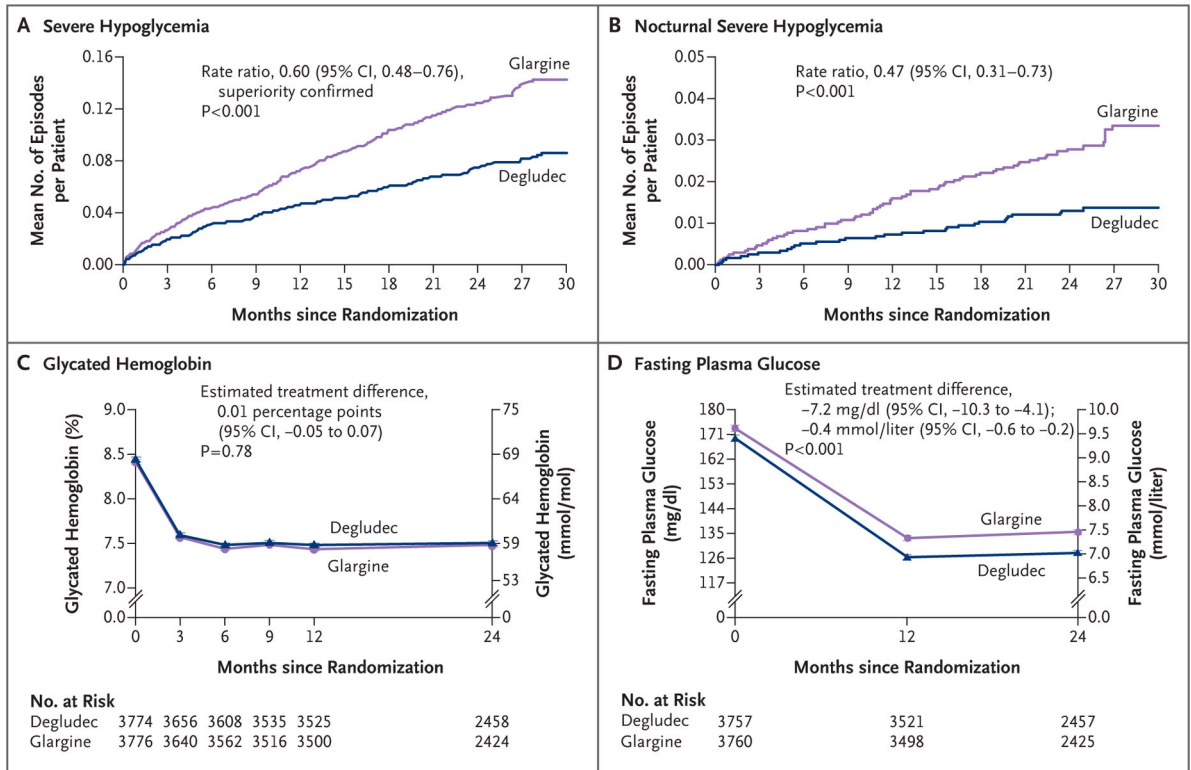 A Severe Hypoglycemia
0.16
0.12
0.08
0.04
0.00
Mean No. of Episodes
per Patient
Rate ratio, 0.60 (95% CI, 0.48–0.76),
superiority confirmed
P<0.001
Glargine
Degludec
0 3 6 9 12 15 18 21 24 27 30
Months since Randomization
B Nocturnal Severe Hypoglycemia
0.05
0.04
0.03
0.02
0.01
0.00
Mean No. of Episodes
per Patient
Rate ratio, 0.47 (95% CI, 0.31–0.73)
P<0.001
Glargine
Degludec
0 3 6 9 12 15 18 21 24 27 30
Months since Randomization
C Glycated Hemoglobin
Estimated treatment difference,
0.01 percentage points
(95% CI, –0.05 to 0.07)
P=0.78
9.0
8.5
8.0
7.5
7.0
0.0
Glycated Hemoglobin (%)
75
69
64
59
53
0
Glycated Hemoglobin
(mmol/mol)
Degludec
Glargine
0 3 6 9 12 24
Months since Randomization
No. at Risk
Degludec 3774 3656 3608 3535 3525 2458
Glargine 3776 3640 3562 3516 3500 2424
D Fasting Plasma Glucose
Estimated treatment difference,
–7.2 mg/dl (95% CI, –10.3 to –4.1);
–0.4 mmol/liter (95% CI, –0.6 to –0.2)
P<0.001
180
171
162
153
144
135
126
117
0
Fasting Plasma Glucose
(mg/dl)
10.0
9.5
9.0
8.5
8.0
7.5
7.0
6.5
0.0
Fasting Plasma Glucose
(mmol/liter)
Glargine
Degludec
0 12 24
Months since Randomization
No. at Risk
Degludec 3757 3521 2457
Glargine 3760 3498 2425